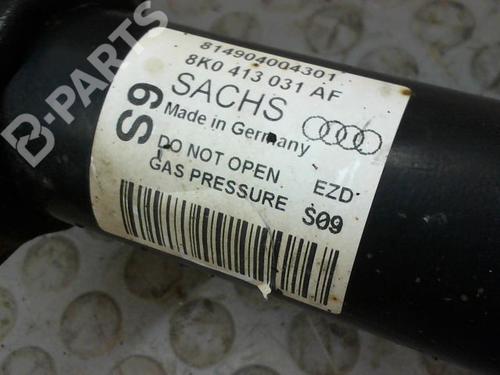 B-PARTS
814904004301
8K0 413 031 AF
SACHS
Made in Germany
S9
DO NOT OPEN
GAS PRESSURE
EZD
S09